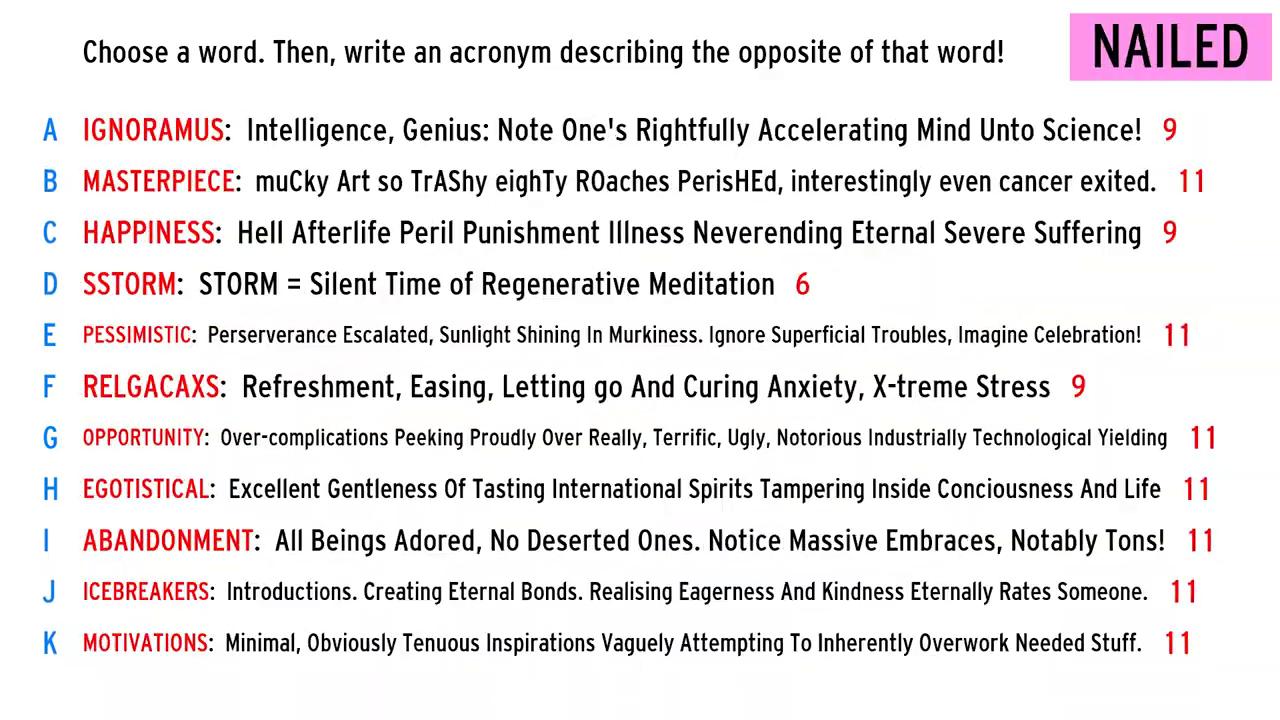 Choose a word. Then, write an acronym describing the opposite of that word!
NAILED
A IGNORAMUS: Intelligence, Genius: Note One's Rightfully Accelerating Mind Unto Science! 9
B MASTERPIECE: muCky Art so TrAShy eighTy ROaches PerisHEd, interestingly even cancer exited. 11
C HAPPINESS: Hell Afterlife Peril Punishment Illness Neverending Eternal Severe Suffering 9
D SSTORM: STORM = Silent Time of Regenerative Meditation 6
E PESSIMISTIC: Perserverance Escalated, Sunlight Shining In Murkiness. Ignore Superficial Troubles, Imagine Celebration! 11
F RELGACAXS: Refreshment, Easing, Letting go And Curing Anxiety, X-treme Stress 9
G OPPORTUNITY: Over-complications Peeking Proudly Over Really, Terrific, Ugly, Notorious Industrially Technological Yielding 11
H EGOTISTICAL: Excellent Gentleness Of Tasting International Spirits Tampering Inside Conciousness And Life 11
I ABANDONMENT: All Beings Adored, No Deserted Ones. Notice Massive Embraces, Notably Tons! 11
J ICEBREAKERS: Introductions. Creating Eternal Bonds. Realising Eagerness And Kindness Eternally Rates Someone. 11
K MOTIVATIONS: Minimal, Obviously Tenuous Inspirations Vaguely Attempting To Inherently Overwork Needed Stuff. 11